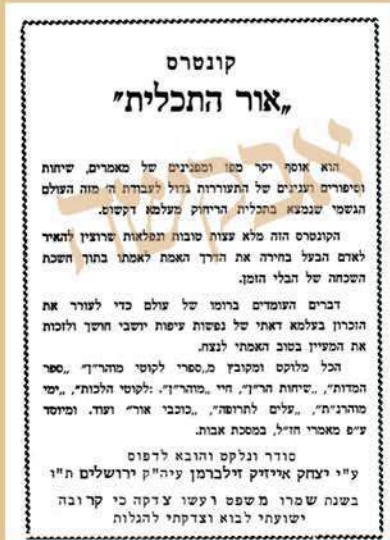 קונטרס
„אור התכלית"
הוא אוסף יקר מפז ומפנינים של מאמרים, שיחות
וסיפורים וענינים של התעוררות גדול לעבודת ה' מזה העולם
הגשמי שנמצא בתכלית הריחוק מעלמא דקשוט.
הקונטרס הזה מלא עצות טובות ונפלאות שרוצין להאיר
לאדם הבעל בחירה את הדרך האמת לאמתו בתוך חשכת
השכחה של הבלי הזמן.
דברים העומדים ברומו של עולם כדי לעורר את
הזכרון בעלמא דאתי של נפשות עיפות יושבי חושך ולזכות
את המעיין בטוב האמתי לנצח.
הכל מלוקט ומקובץ מ„ספרי לקוטי מוהר"ן" „ספר
המדות", „שיחות הר"ן", חיי „מוהר"ן". :לקוטי הלכות", „ימי
מוהרנ"ת", „עלים לתרופה", „כוכבי אור" ועוד. ומיוסד
ע"פ מאמרי חז"ל, במסכת אבות.
סודר ונלקט והובא לדפוס
ע"י יצחק אייזיק זילברמן עיה"ק ירושלים ת"ו
בשנת שמרו משפט ועשו צדקה כי קרובה
ישועתי לבוא וצדקתי להגלות